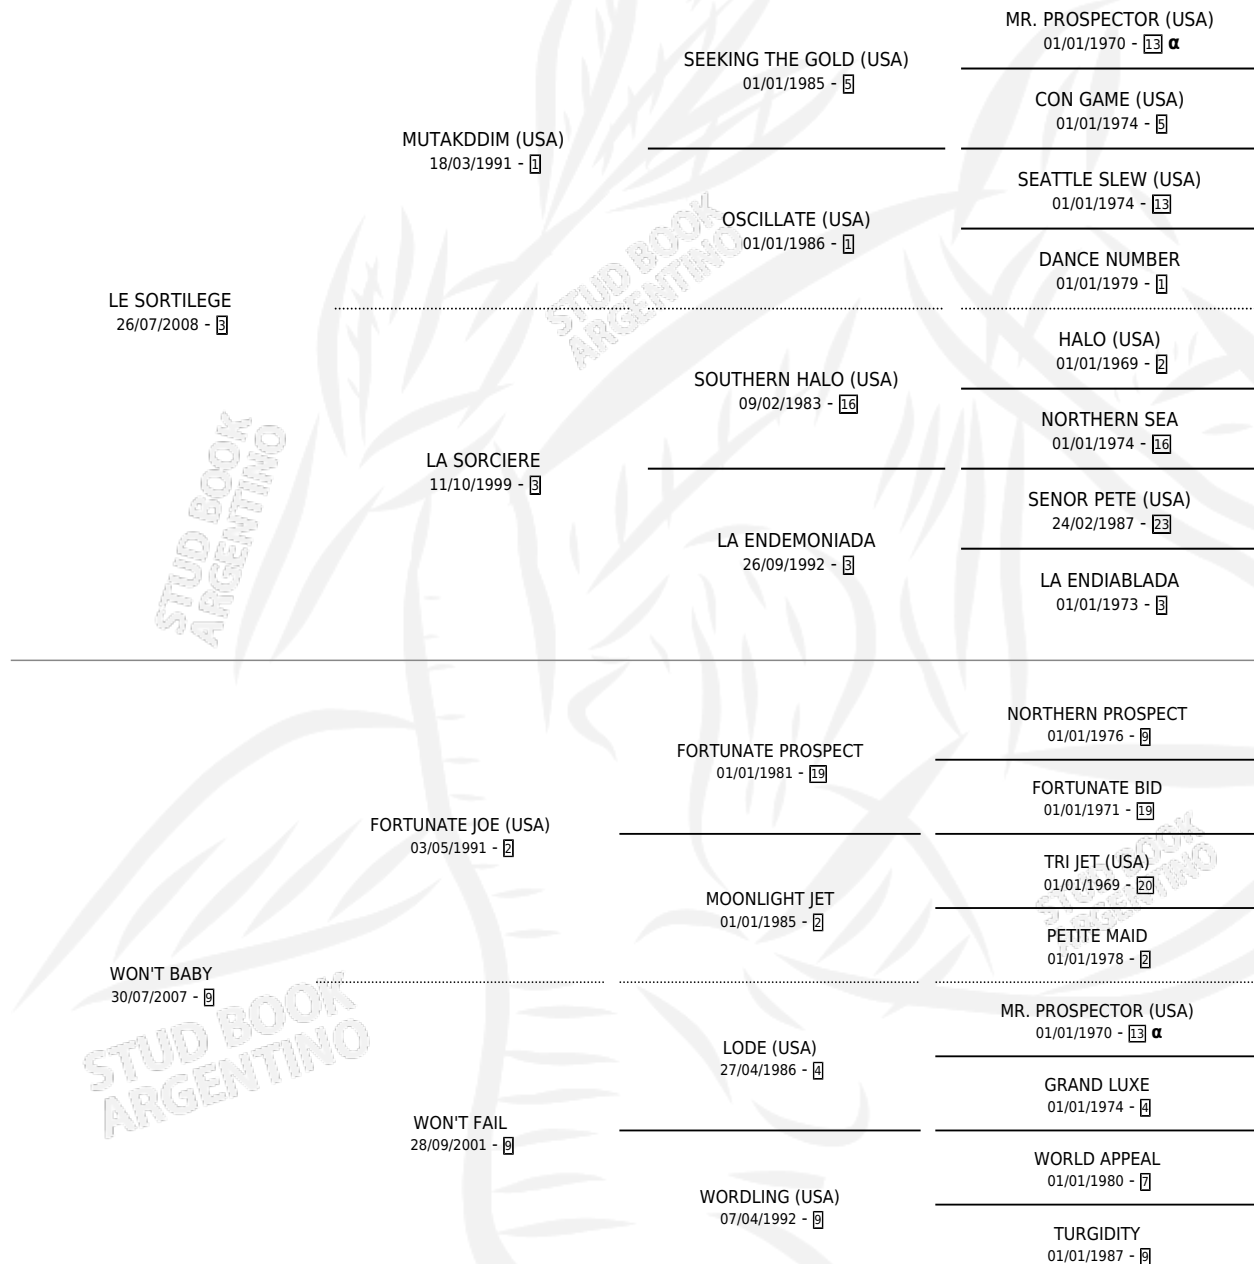 MR. PROSPECTOR (USA)
01/01/1970 - 13 α
SEEKING THE GOLD (USA)
01/01/1985 - 5
CON GAME (USA)
01/01/1974 - 5
MUTAKDDIM (USA)
18/03/1991 - 1
SEATTLE SLEW (USA)
01/01/1974 - 13
OSCILLATE (USA)
01/01/1986 - 1
DANCE NUMBER
01/01/1979 - 1
LE SORTILEGE
26/07/2008 - 3
HALO (USA)
01/01/1969 - 2
SOUTHERN HALO (USA)
09/02/1983 - 16
NORTHERN SEA
01/01/1974 - 16
LA SORCIERE
11/10/1999 - 3
SENOR PETE (USA)
24/02/1987 - 23
LA ENDEMONIADA
26/09/1992 - 3
LA ENDIABLADA
01/01/1973 - 3
NORTHERN PROSPECT
01/01/1976 - 9
FORTUNATE PROSPECT
01/01/1981 - 19
FORTUNATE BID
01/01/1971 - 19
FORTUNATE JOE (USA)
03/05/1991 - 2
TRI JET (USA)
01/01/1969 - 20
MOONLIGHT JET
01/01/1985 - 2
PETITE MAID
01/01/1978 - 2
WON'T BABY
30/07/2007 - 9
MR. PROSPECTOR (USA)
01/01/1970 - 13 α
LODE (USA)
27/04/1986 - 4
GRAND LUXE
01/01/1974 - 4
WON'T FAIL
28/09/2001 - 9
WORLD APPEAL
01/01/1980 - 7
WORDLING (USA)
07/04/1992 - 9
TURGIDITY
01/01/1987 - 9
STUD BOOK
ARGENTINO
STUD BOOK
ARGENTINO
STUD BOOK
ARGENTINO
STUD BOOK
ARGENTINO